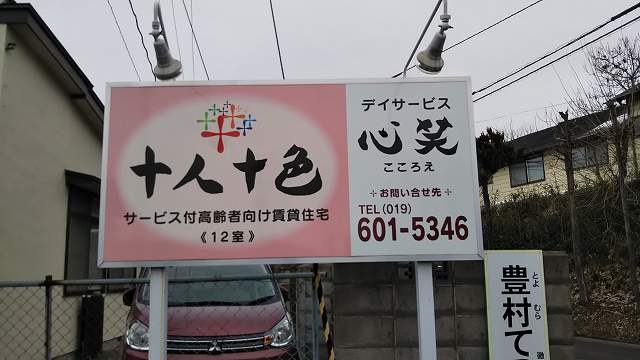 十人十色
サービス付高齢者向け賃貸住宅
《12室》
デイサービス
心笑
こころえ
お問い合せ先
TEL(019)
601-5346
豊村て
とよ
むら
徹